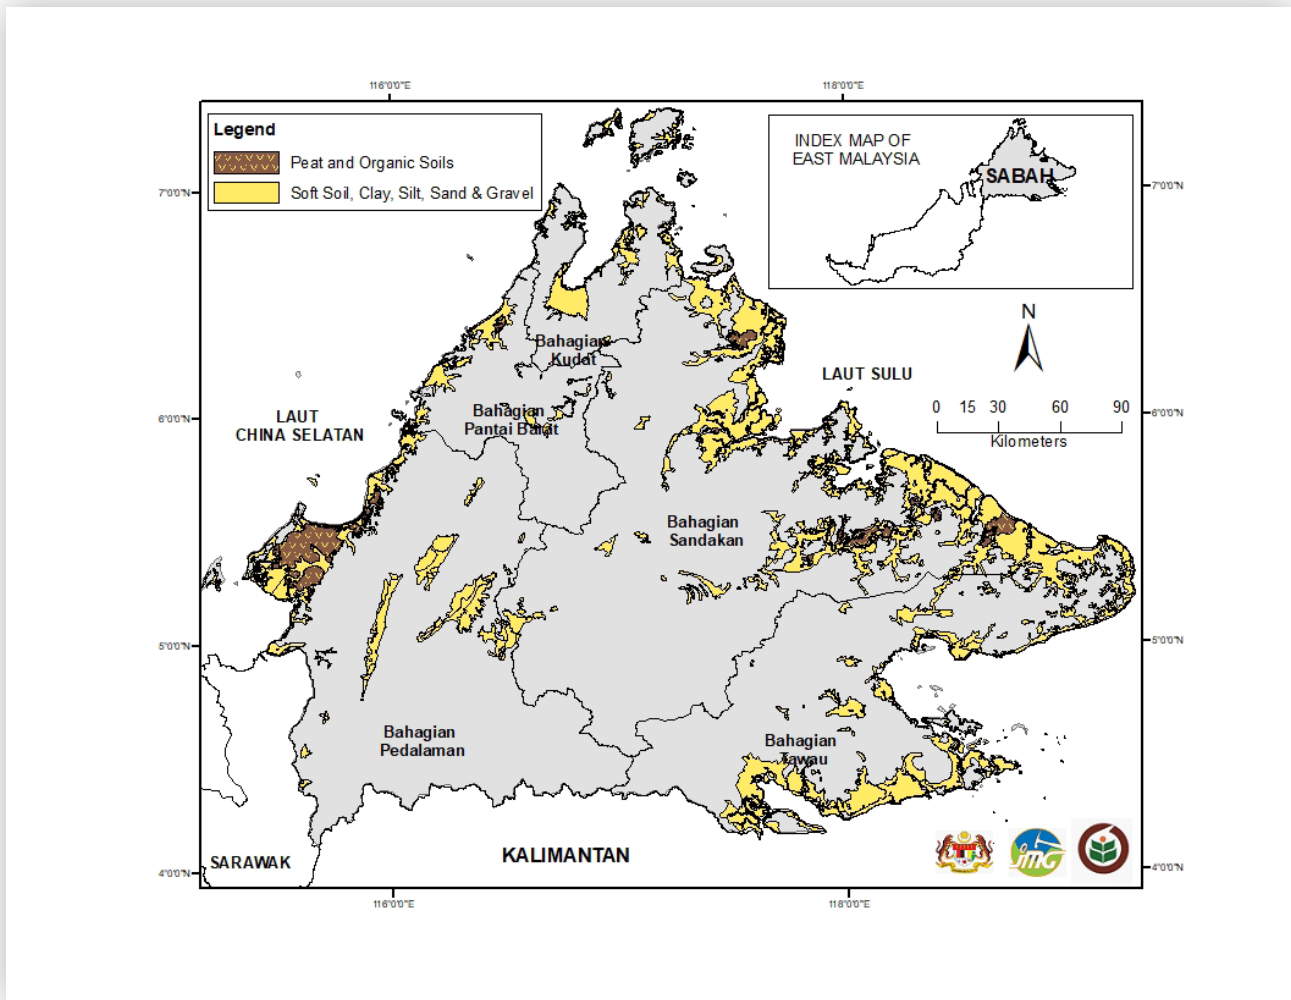 116°0'0"E
118°0'0"E
Legend
Peat and Organic Soils
Soft Soil, Clay, Silt, Sand & Gravel
INDEX MAP OF
EAST MALAYSIA
SABAH
7°0'0"N
7°0'0"N
N
Bahagian
Kudat
LAUT SULU
0 15 30 60 90
Kilometers
LAUT
CHINA SELATAN
Bahagian
Pantai Barat
6°0'0"N
6°0'0"N
Bahagian
Sandakan
5°0'0"N
5°0'0"N
Bahagian
Pedalaman
Bahagian
Tawau
SARAWAK
KALIMANTAN
JMG
4°0'0"N
4°0'0"N
116°0'0"E
118°0'0"E